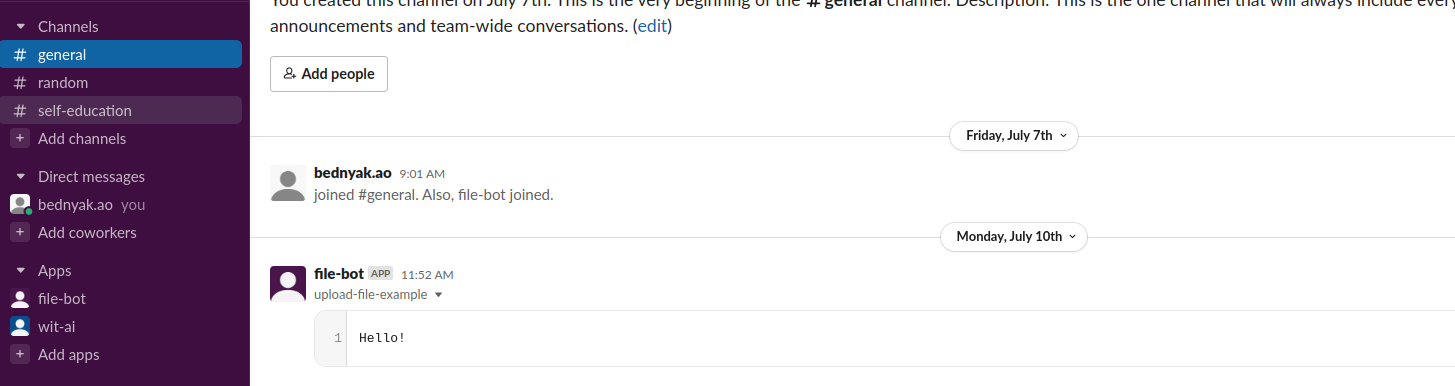 Channels
# general
# random
# self-education
+ Add channels
Direct messages
bednyak.ao you
+ Add coworkers
Apps
file-bot
wit-ai
+ Add apps
You created this channel on July 7th. This is the very beginning of the # general channel. Description: This is the one channel that will always include
announcements and team-wide conversations. (edit)
Add people
Friday, July 7th
bednyak.ao 9:01 AM
joined #general. Also, file-bot joined.
Monday, July 10th
file-bot APP 11:52 AM
upload-file-example
1 Hello!